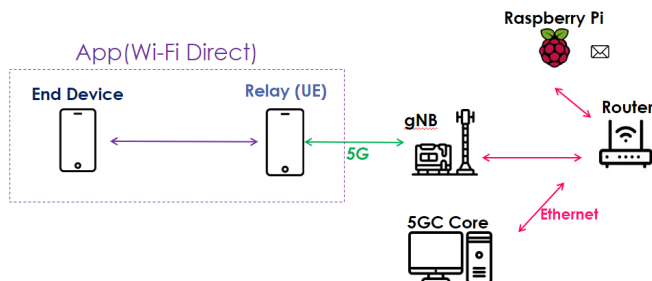 Raspberry Pi
App(Wi-Fi Direct)
End Device
Relay (UE)
gNB
Router
5G
Ethernet
5GC Core